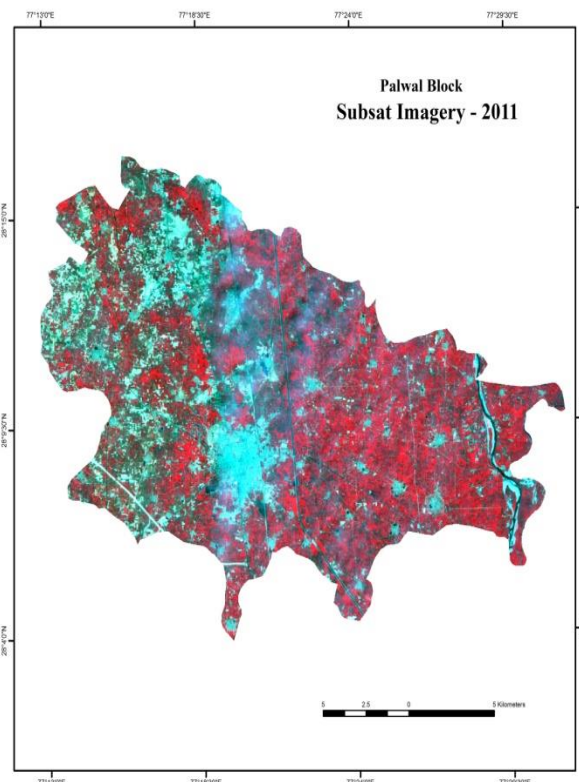 77°13'0"E 77°18'30"E 77°24'0"E 77°29'30"E
Palwal Block
Subsat Imagery - 2011
28°15'0"N
28°9'30"N
28°4'0"N
5 2.5 0 5 Kilometers